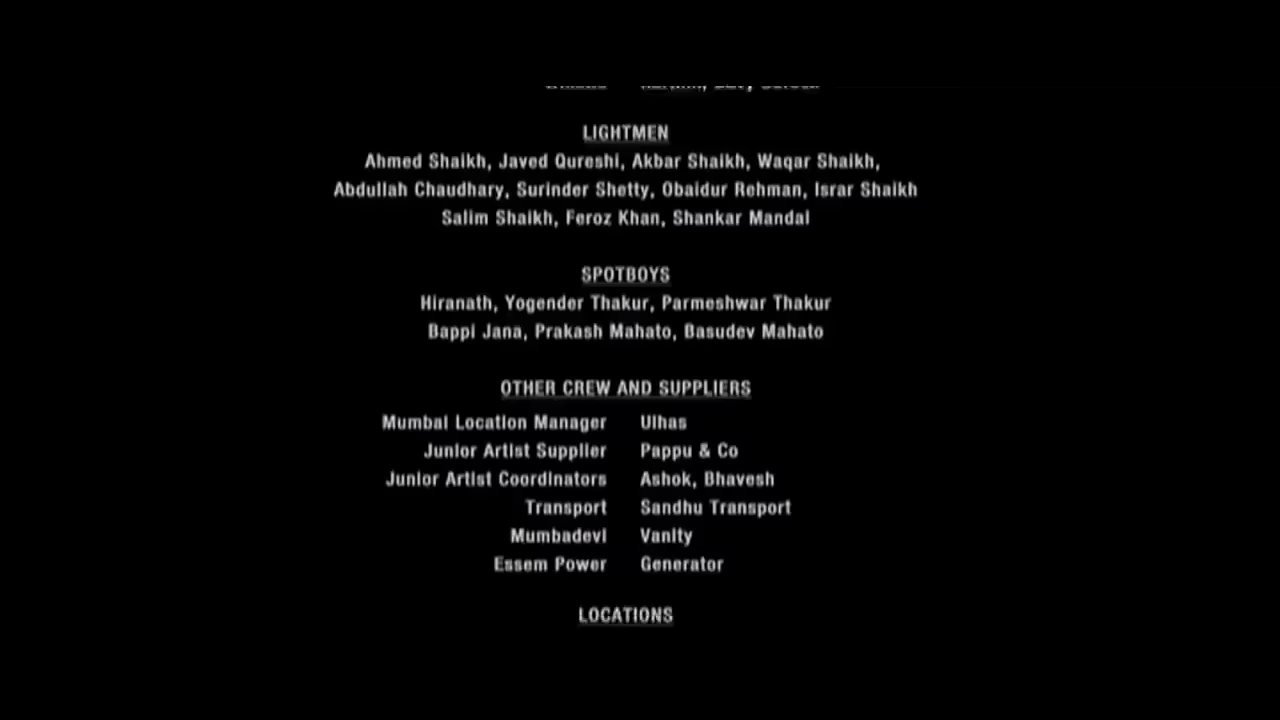 LIGHTMEN
Ahmed Shaikh, Javed Qureshi, Akbar Shaikh, Waqar Shaikh,
Abdullah Chaudhary, Surinder Shetty, Obaidur Rehman, Israr Shaikh
Salim Shaikh, Feroz Khan, Shankar Mandal
SPOTBOYS
Hiranath, Yogender Thakur, Parmeshwar Thakur
Bappi Jana, Prakash Mahato, Basudev Mahato
OTHER CREW AND SUPPLIERS
Mumbai Location Manager Ulhas
Junior Artist Supplier Pappu & Co
Junior Artist Coordinators Ashok, Bhavesh
Transport Sandhu Transport
Mumbadevi Vanity
Essem Power Generator
LOCATIONS